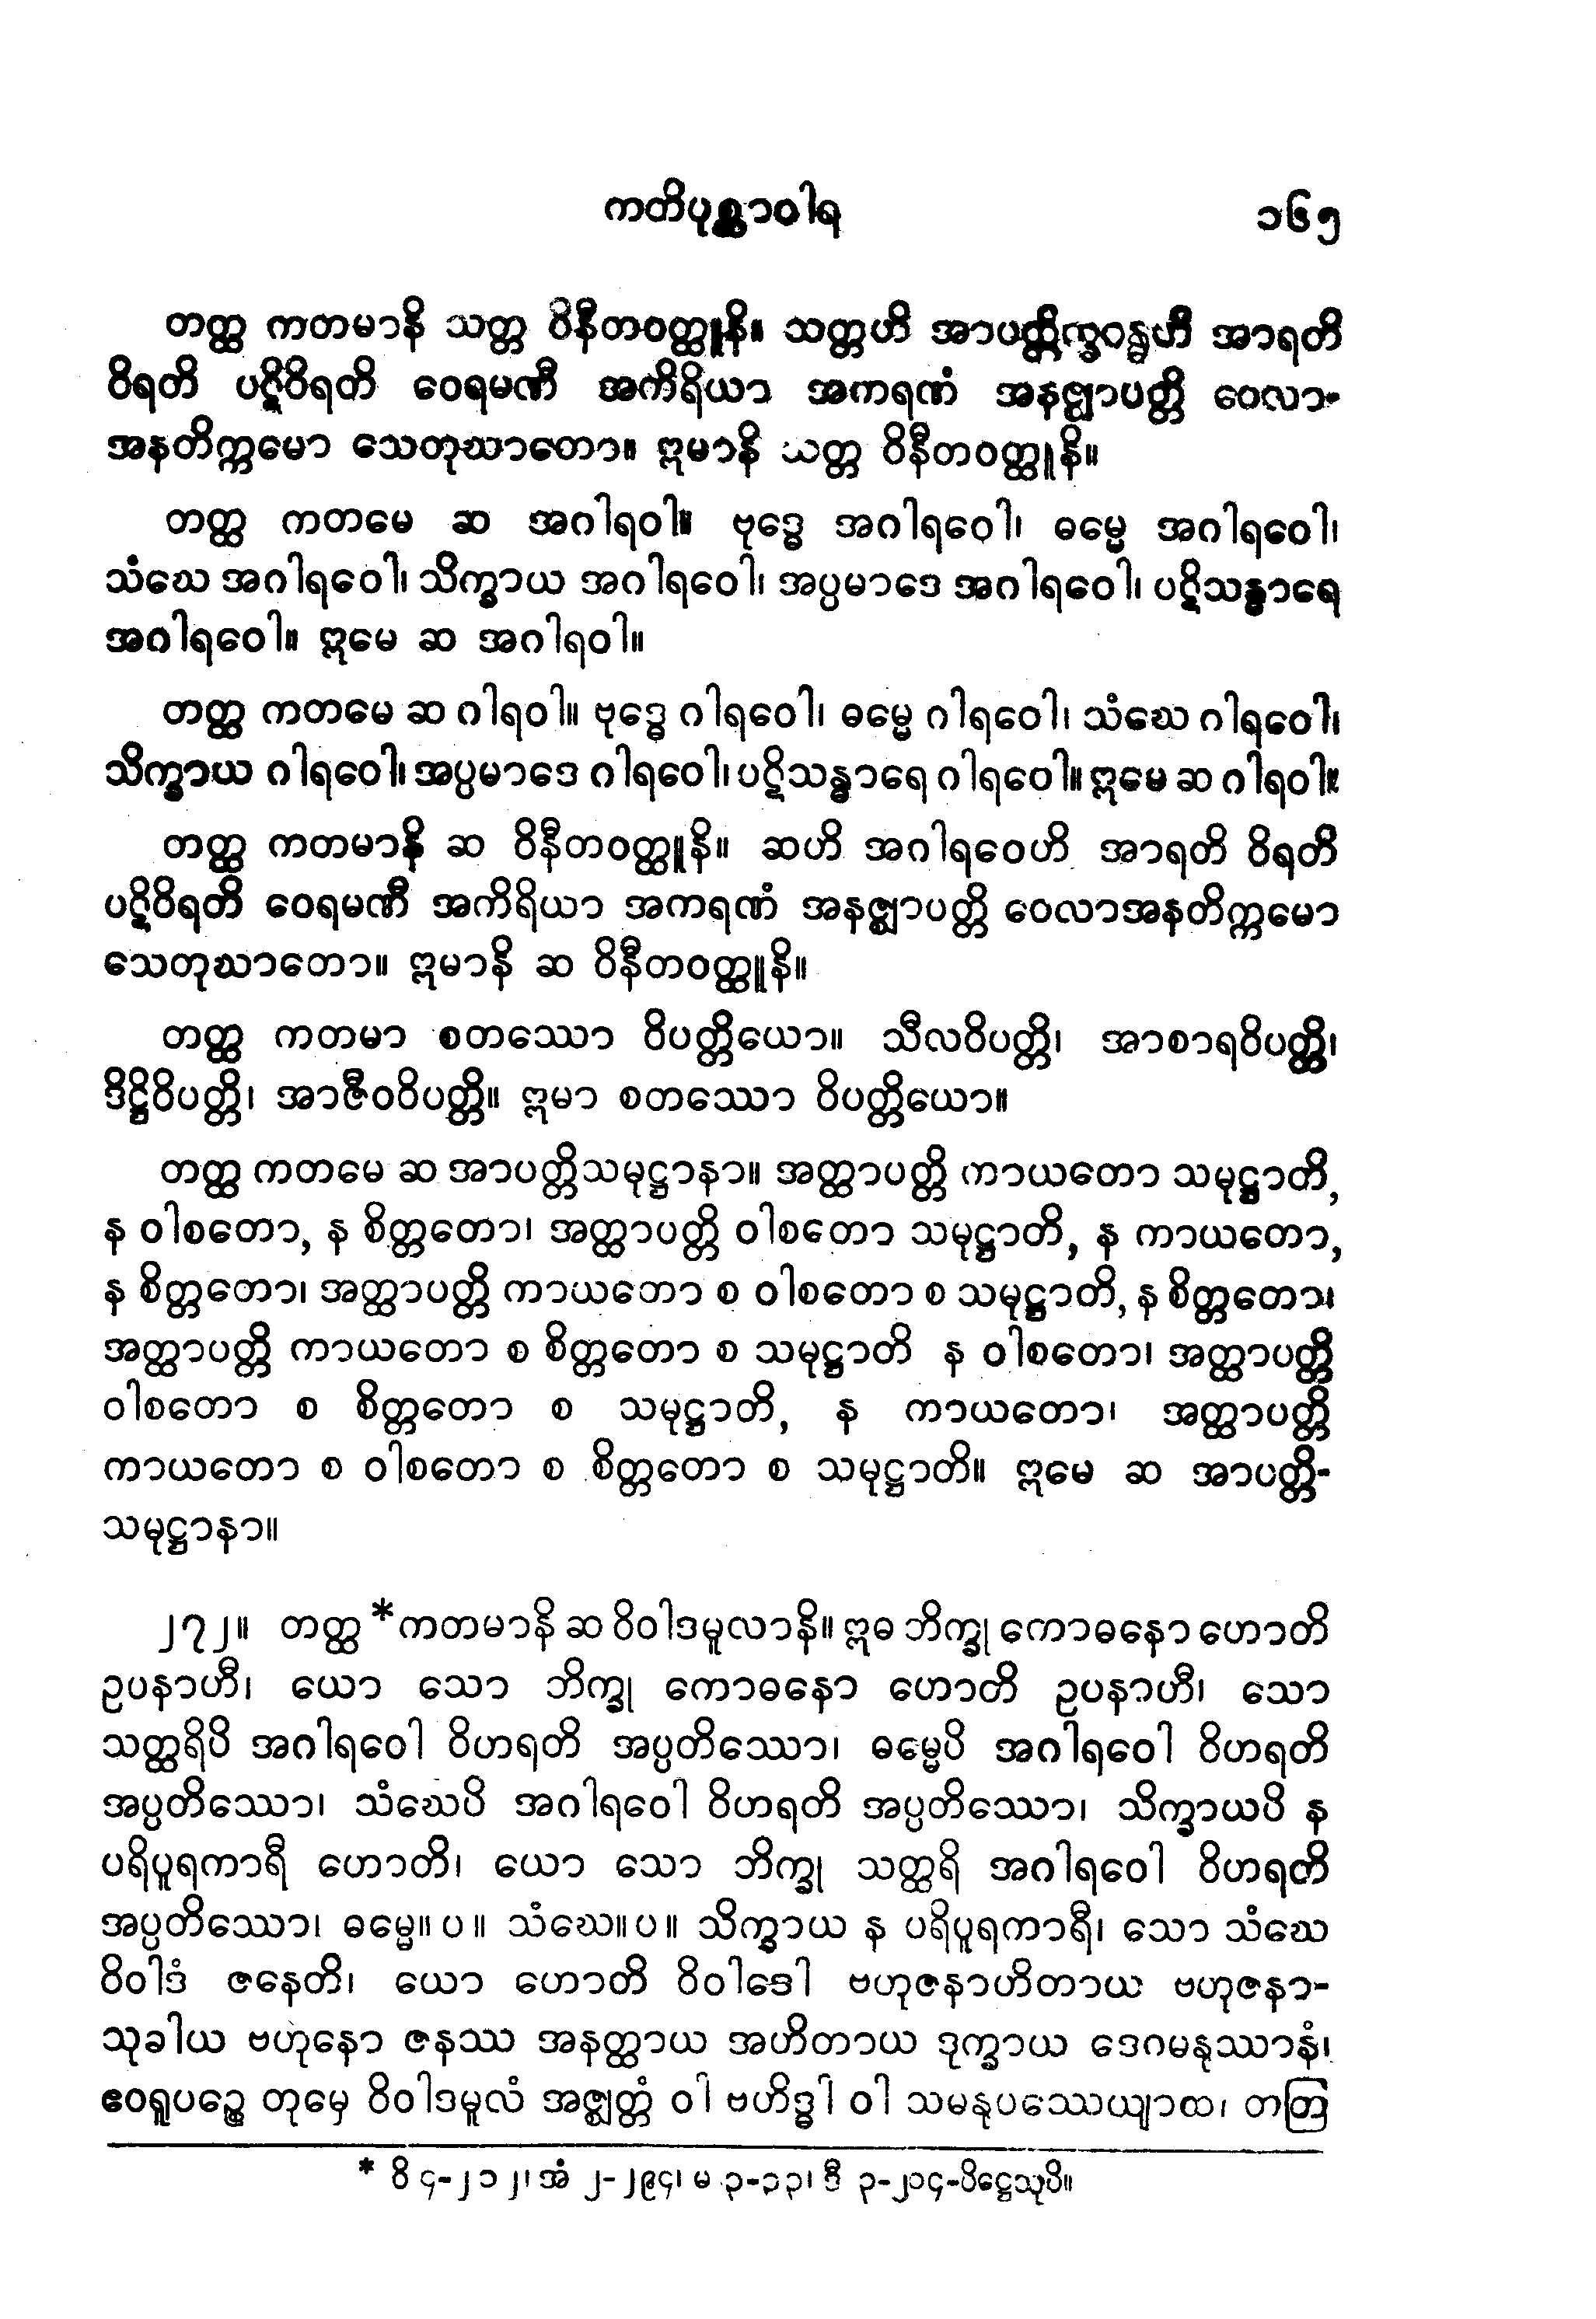 ကတိပုစ္ဆာဝါရ ၁၆၅
တတ္ထ ကတမာနိ သတ္တ ဝိနီတဝတ္ထူနိ။ သတ္တဟိ အာပတ္တိက္ခန္ဓေဟိ အာရတိ
ဝိရတိ ပဋိဝိရတိ ဝေရမဏီ အကိရိယာ အကရဏံ အနဇ္ဈာပတ္တိ ဝေလာ-
အနတိက္ကမော သေတုဃာတော။ ဣမာနိ သတ္တ ဝိနီတဝတ္ထူနိ။
တတ္ထ ကတမေ ဆ အဂါရဝါ။ ဗုဒ္ဓေ အဂါရဝေါ၊ ဓမ္မေ အဂါရဝေါ၊
သံဃေ အဂါရဝေါ၊ သိက္ခာယ အဂါရဝေါ၊ အပ္ပမာဒေ အဂါရဝေါ၊ ပဋိသန္ထာရေ
အဂါရဝေါ။ ဣမေ ဆ အဂါရဝါ။
တတ္ထ ကတမေ ဆ ဂါရဝါ။ ဗုဒ္ဓေ ဂါရဝေါ၊ ဓမ္မေ ဂါရဝေါ၊ သံဃေ ဂါရဝေါ၊
သိက္ခာယ ဂါရဝေါ၊ အပ္ပမာဒေ ဂါရဝေါ၊ ပဋိသန္ထာရေ ဂါရဝေါ။ ဣမေ ဆ ဂါရဝါ။
တတ္ထ ကတမာနိ ဆ ဝိနီတဝတ္ထူနိ။ ဆဟိ အဂါရဝေဟိ အာရတိ ဝိရတိ
ပဋိဝိရတိ ဝေရမဏီ အကိရိယာ အကရဏံ အနဇ္ဈာပတ္တိ ဝေလာအနတိက္ကမော
သေတုဃာတော။ ဣမာနိ ဆ ဝိနီတဝတ္ထူနိ။
တတ္ထ ကတမာ စတဿော ဝိပတ္တိယော။ သီလဝိပတ္တိ၊ အာစာရဝိပတ္တိ၊
ဒိဋ္ဌိဝိပတ္တိ၊ အာဇီဝဝိပတ္တိ။ ဣမာ စတဿော ဝိပတ္တိယော။
တတ္ထ ကတမေ ဆ အာပတ္တိသမုဋ္ဌာနာ။ အတ္ထာပတ္တိ ကာယတော သမုဋ္ဌာတိ,
န ဝါစတော, န စိတ္တတော၊ အတ္ထာပတ္တိ ဝါစတော သမုဋ္ဌာတိ, န ကာယတော,
န စိတ္တတော၊ အတ္ထာပတ္တိ ကာယတော စ ဝါစတော စ သမုဋ္ဌာတိ, န စိတ္တတော၊
အတ္ထာပတ္တိ ကာယတော စ စိတ္တတော စ သမုဋ္ဌာတိ န ဝါစတော၊ အတ္ထာပတ္တိ
ဝါစတော စ စိတ္တတော စ သမုဋ္ဌာတိ, န ကာယတော၊ အတ္ထာပတ္တိ
ကာယတော စ ဝါစတော စ စိတ္တတော စ သမုဋ္ဌာတိ။ ဣမေ ဆ အာပတ္တိ-
သမုဋ္ဌာနာ။
၂၇၂။ တတ္ထ *ကတမာနိ ဆ ဝိဝါဒမူလာနိ။ ဣဓ ဘိက္ခု ကောဓနော ဟောတိ
ဥပနာဟီ၊ ယော သော ဘိက္ခု ကောဓနော ဟောတိ ဥပနာဟီ၊ သော
သတ္ထရိပိ အဂါရဝေါ ဝိဟရတိ အပ္ပတိဿော၊ ဓမ္မေပိ အဂါရဝေါ ဝိဟရတိ
အပ္ပတိဿော၊ သံဃေပိ အဂါရဝေါ ဝိဟရတိ အပ္ပတိဿော၊ သိက္ခာယပိ န
ပရိပူရကာရီ ဟောတိ၊ ယော သော ဘိက္ခု သတ္ထရိ အဂါရဝေါ ဝိဟရတိ
အပ္ပတိဿော၊ ဓမ္မေ။ ပ ။ သံဃေ။ ပ ။ သိက္ခာယ န ပရိပူရကာရီ၊ သော သံဃေ
ဝိဝါဒံ ဇနေတိ၊ ယော ဟောတိ ဝိဝါဒေါ ဗဟုဇနာဟိတာယ ဗဟုဇနာ-
သုခါယ ဗဟုနော ဇနဿ အနတ္ထာယ အဟိတာယ ဒုက္ခာယ ဒေဝမနုဿာနံ၊
ဧဝရူပဉ္စေ တုမှေ ဝိဝါဒမူလံ အဇ္ဈတ္တံ ဝါ ဗဟိဒ္ဓါ ဝါ သမနုပဿေယျာထ၊ တတြ
* ဝိ ၄-၂၁၂၊ အံ ၂-၂၉၄၊ မ ၃-၃၃၊ ဒီ ၃-၂၀၄-ပိဋ္ဌေသုပိ။